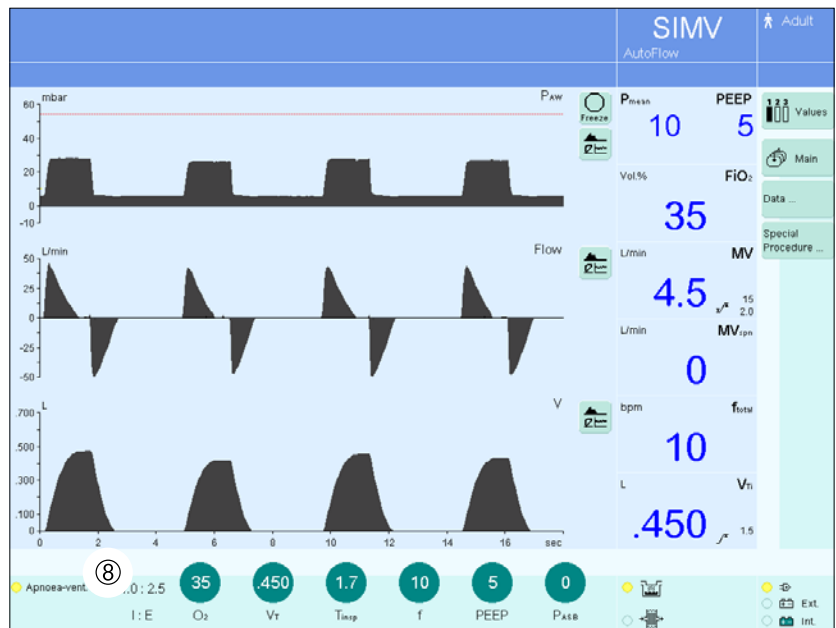 SIMV
AutoFlow
Adult
mbar
PAW
60
40
20
0
-10
Freeze
L/min
Flow
50
25
0
-25
-50
L
V
.700
.500
.300
.100
0
0 2 4 6 8 10 12 14 16 sec
Pmean PEEP
10 5
Vol.% FiO2
35
L/min MV
4.5 15
2.0
L/min MVspn
0
bpm ftotal
10
L VTi
.450 1.5
1 2 3
Values
Main
Data ...
Special
Procedure ...
Apnoea-vent. ⑧ .0 : 2.5 35 .450 1.7 10 5 0
I : E O2 VT Tinsp f PEEP PASB
Ext.
Int.